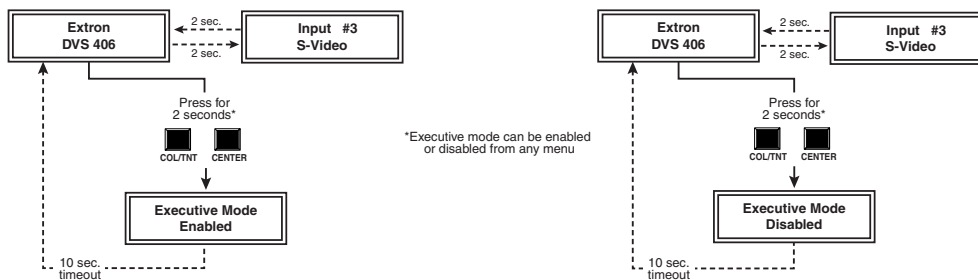 Extron
DVS 406
2 sec.
2 sec.
Input #3
S-Video
Press for
2 seconds*
COL/TNT
CENTER
Executive Mode
Enabled
10 sec.
timeout
*Executive mode can be enabled
or disabled from any menu
Extron
DVS 406
2 sec.
2 sec.
Input #3
S-Video
Press for
2 seconds*
COL/TNT
CENTER
Executive Mode
Disabled
10 sec.
timeout